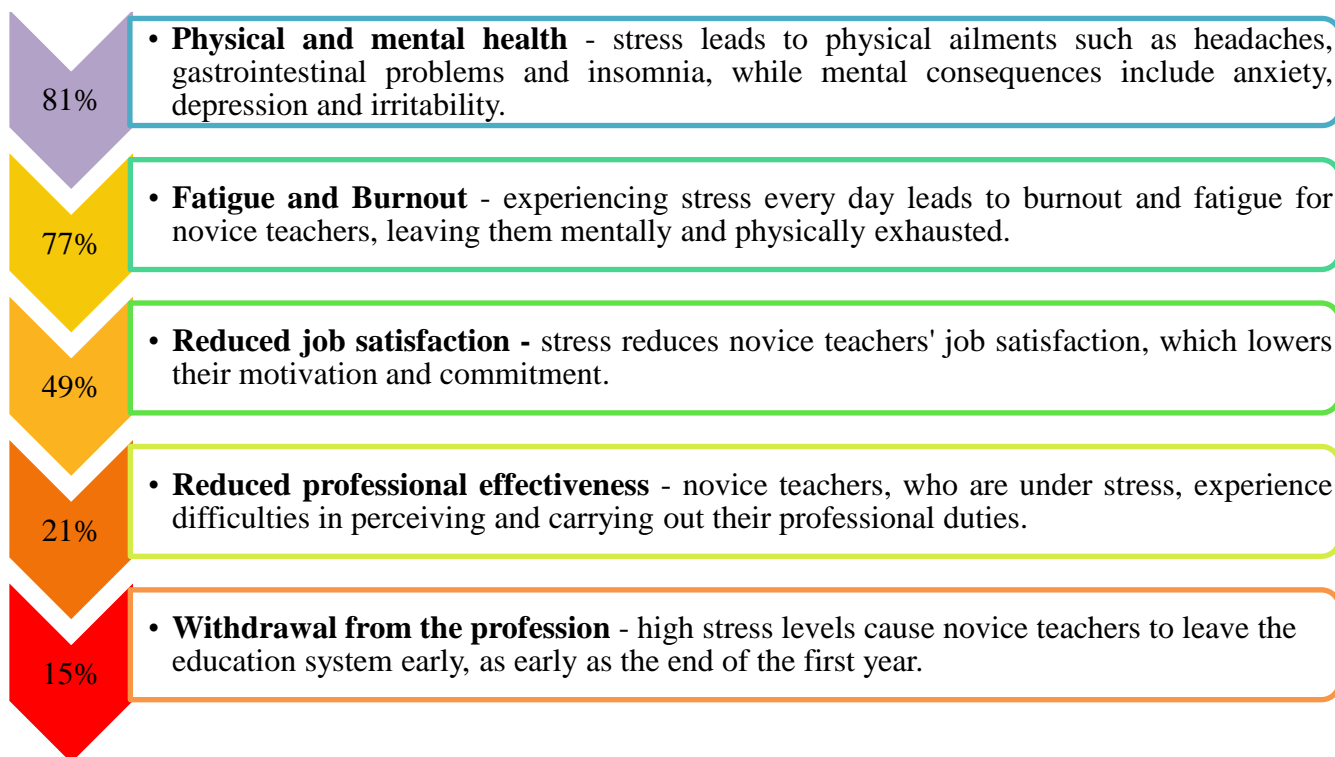 • Physical and mental health - stress leads to physical ailments such as headaches,
gastrointestinal problems and insomnia, while mental consequences include anxiety,
81%
depression and irritability.
• Fatigue and Burnout - experiencing stress every day leads to burnout and fatigue for
novice teachers, leaving them mentally and physically exhausted.
77%
• Reduced job satisfaction - stress reduces novice teachers' job satisfaction, which lowers
their motivation and commitment.
49%
• Reduced professional effectiveness - novice teachers, who are under stress, experience
difficulties in perceiving and carrying out their professional duties.
21%
• Withdrawal from the profession - high stress levels cause novice teachers to leave the
education system early, as early as the end of the first year.
15%